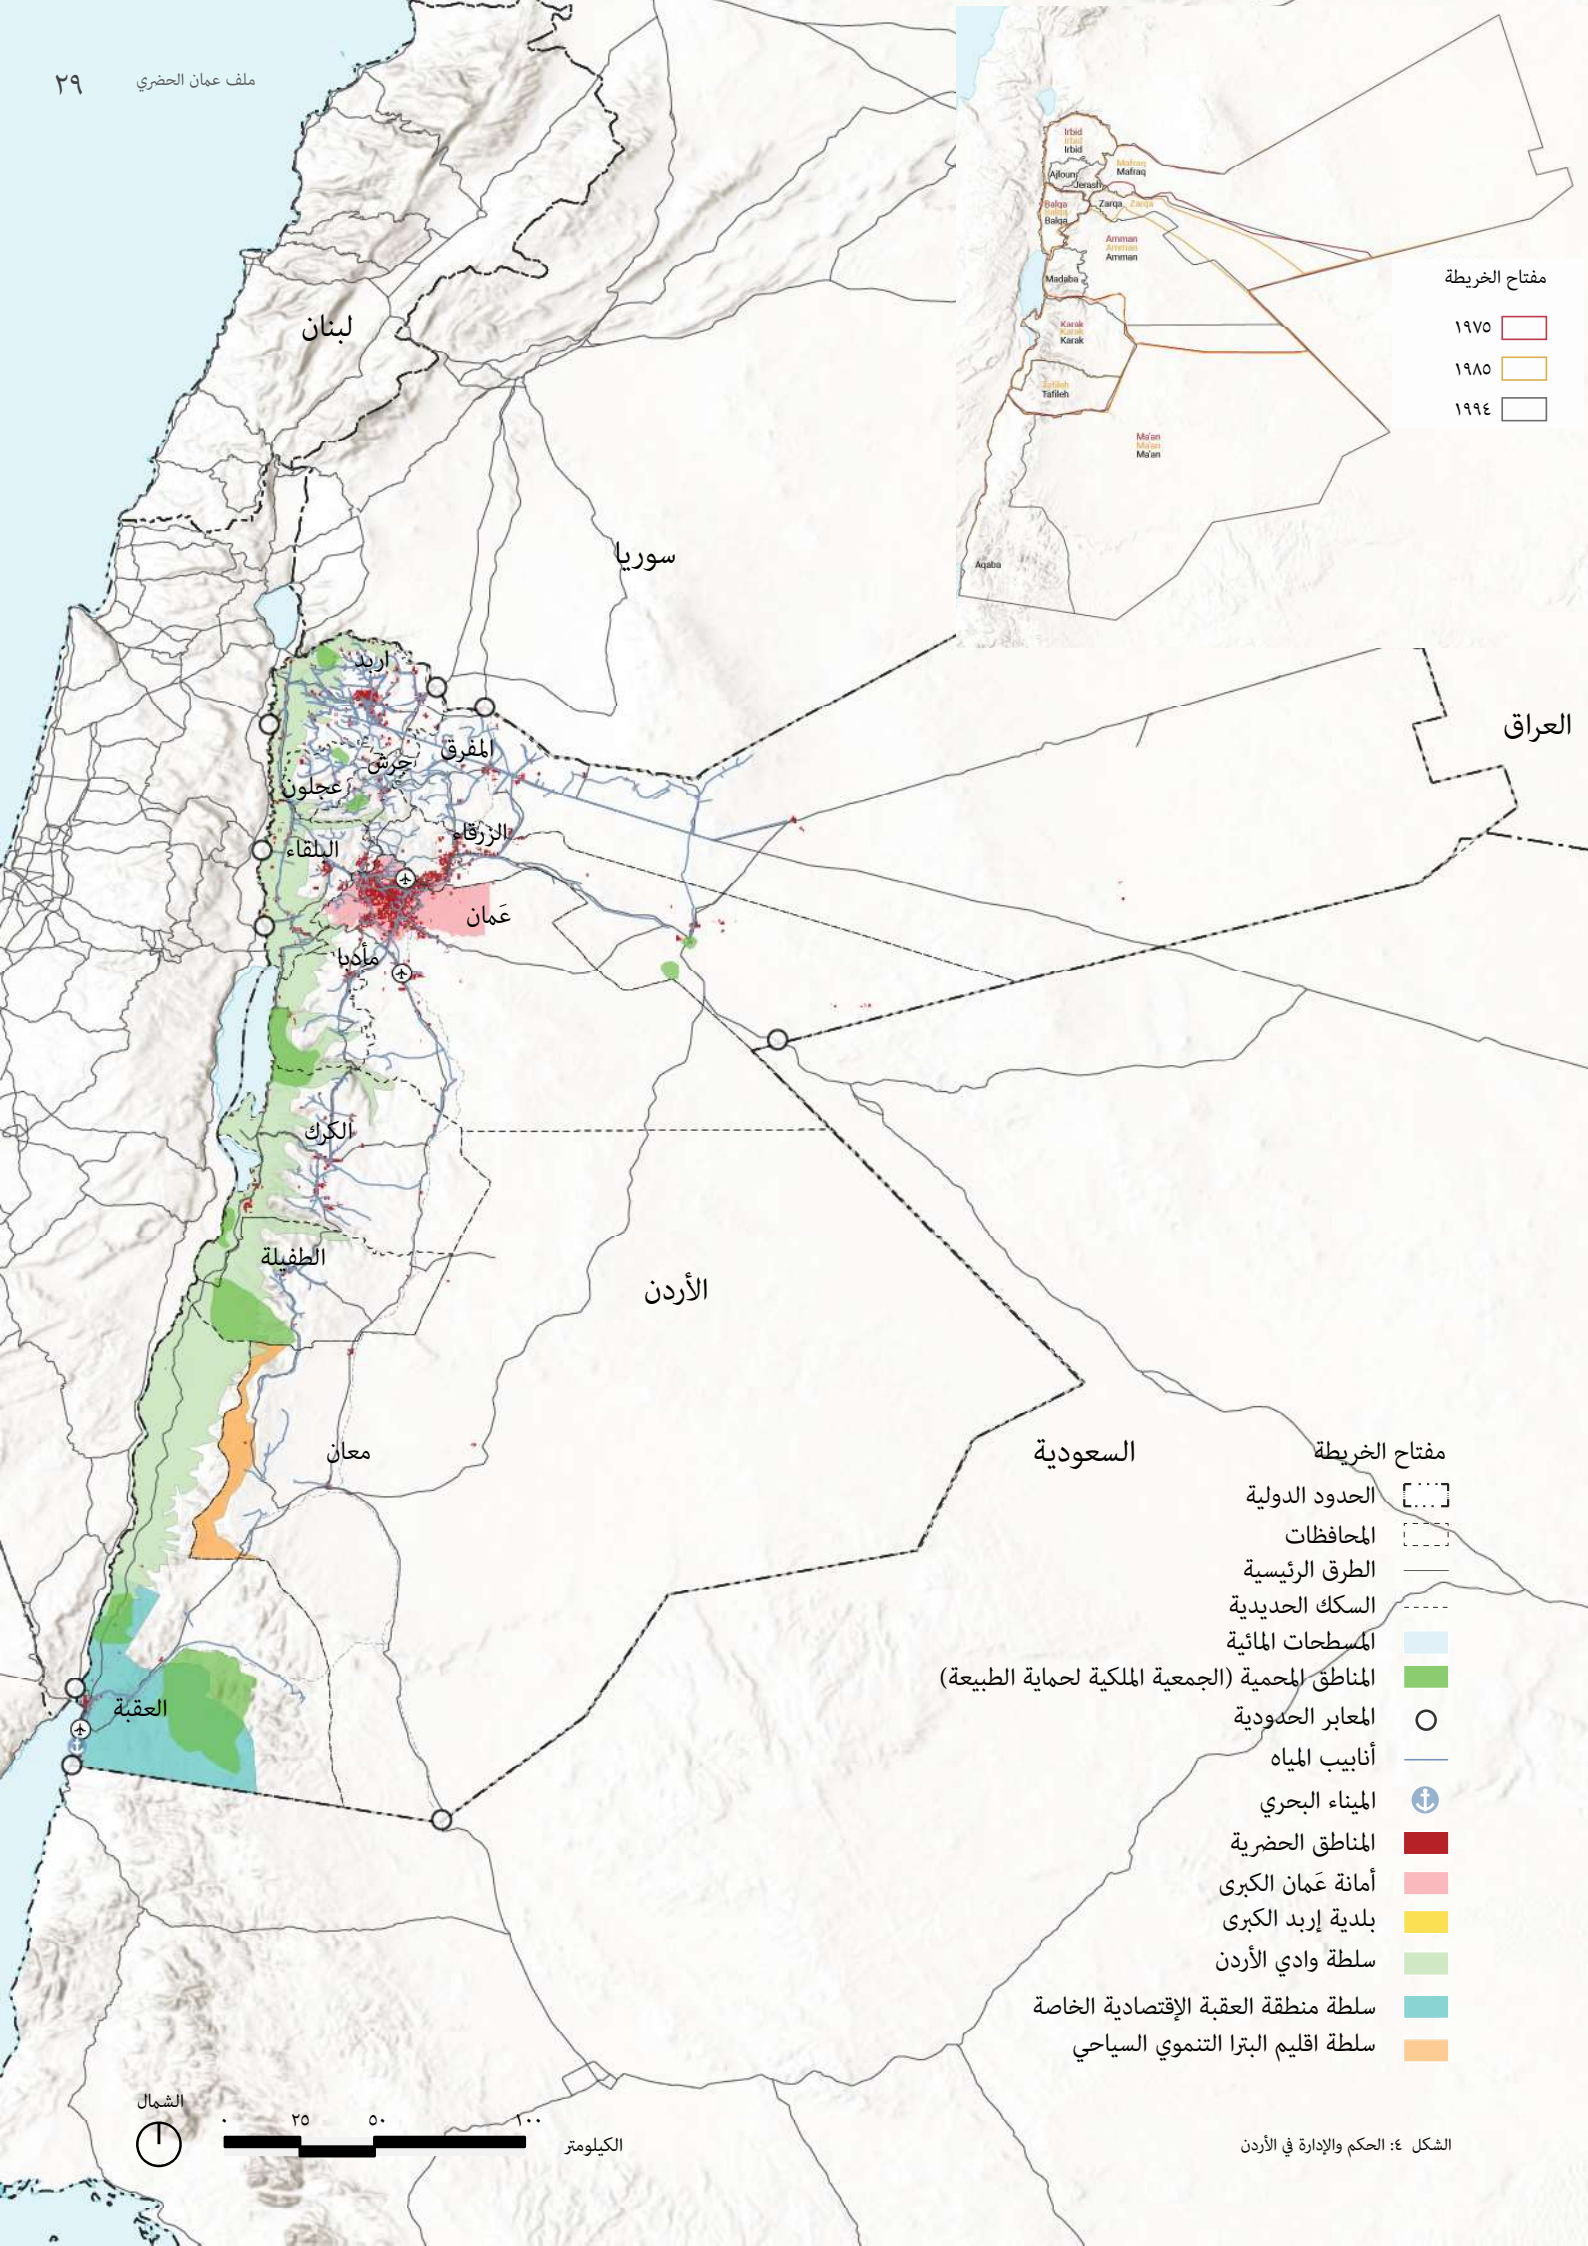 ملف عمان الحضري
٢٩
Irbid
Irbid
Irbid
Mafraq
Mafraq
Ajloun
Jerash
Balqa
Balqa
Zarqa
Zarqa
Amman
Amman
Amman
Madaba
Karak
Karak
Karak
Tafileh
Tafileh
Ma'an
Ma'an
Ma'an
Aqaba
مفتاح الخريطة
١٩٧٥
١٩٨٥
١٩٩٤
لبنان
سوريا
العراق
اربد
المفرق
جرش
عجلون
الزرقاء
البلقاء
عَمان
مأدبا
الكرك
الطفيلة
الأردن
معان
السعودية
العقبة
مفتاح الخريطة
الحدود الدولية
المحافظات
الطرق الرئيسية
السكك الحديدية
المسطحات المائية
المناطق المحمية (الجمعية الملكية لحماية الطبيعة)
المعابر الحدودية
أنابيب المياه
الميناء البحري
المناطق الحضرية
أمانة عَمان الكبرى
بلدية إربد الكبرى
سلطة وادي الأردن
سلطة منطقة العقبة الإقتصادية الخاصة
سلطة اقليم البترا التنموي السياحي
الشمال
٠ ٢٥ ٥٠ ١٠٠
الكيلومتر
الشكل ٤: الحكم والإدارة في الأردن